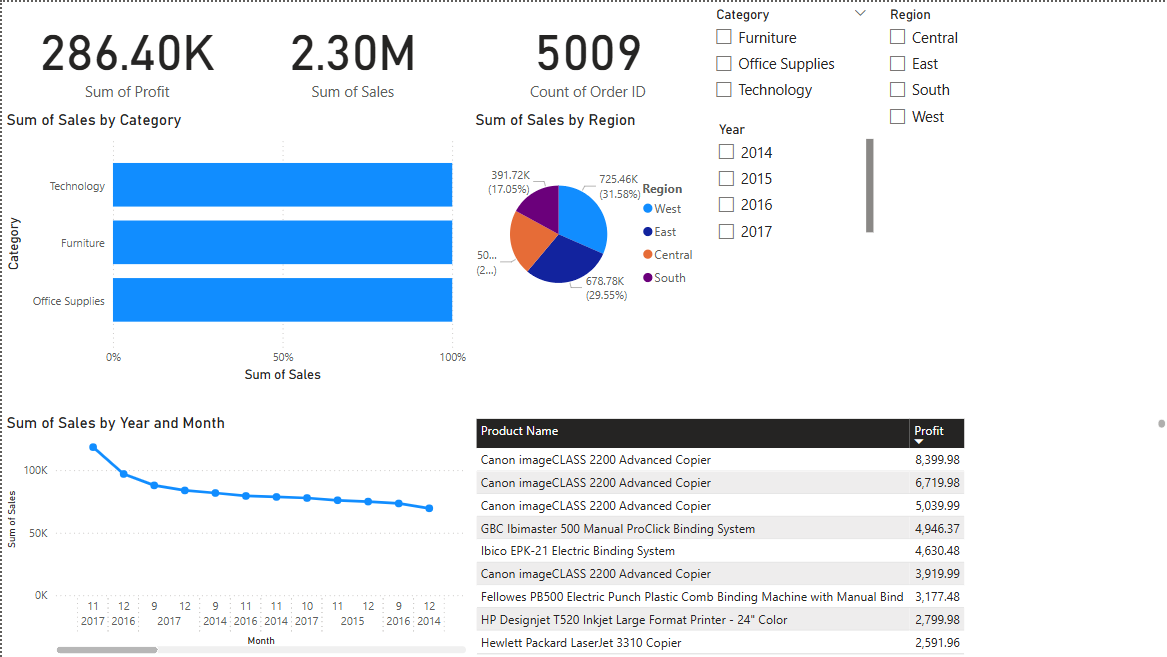 286.40K
Sum of Profit
2.30M
Sum of Sales
5009
Count of Order ID
Category
Furniture
Office Supplies
Technology
Region
Central
East
South
West
Year
2014
2015
2016
2017
Sum of Sales by Category
Category
Technology
Furniture
Office Supplies
0% 50% 100%
Sum of Sales
Sum of Sales by Region
391.72K
(17.05%)
725.46K
(31.58%)
50...
(2...)
678.78K
(29.55%)
Region
West
East
Central
South
Sum of Sales by Year and Month
Sum of Sales
100K
50K
0K
11 12 9 12 9 11 11 10 11 12 9 12
2017 2016 2017 2014 2016 2014 2017 2015 2016 2014
Month
Product Name Profit
Canon imageCLASS 2200 Advanced Copier 8,399.98
Canon imageCLASS 2200 Advanced Copier 6,719.98
Canon imageCLASS 2200 Advanced Copier 5,039.99
GBC Ibimaster 500 Manual ProClick Binding System 4,946.37
Ibico EPK-21 Electric Binding System 4,630.48
Canon imageCLASS 2200 Advanced Copier 3,919.99
Fellowes PB500 Electric Punch Plastic Comb Binding Machine with Manual Bind 3,177.48
HP Designjet T520 Inkjet Large Format Printer - 24" Color 2,799.98
Hewlett Packard LaserJet 3310 Copier 2,591.96